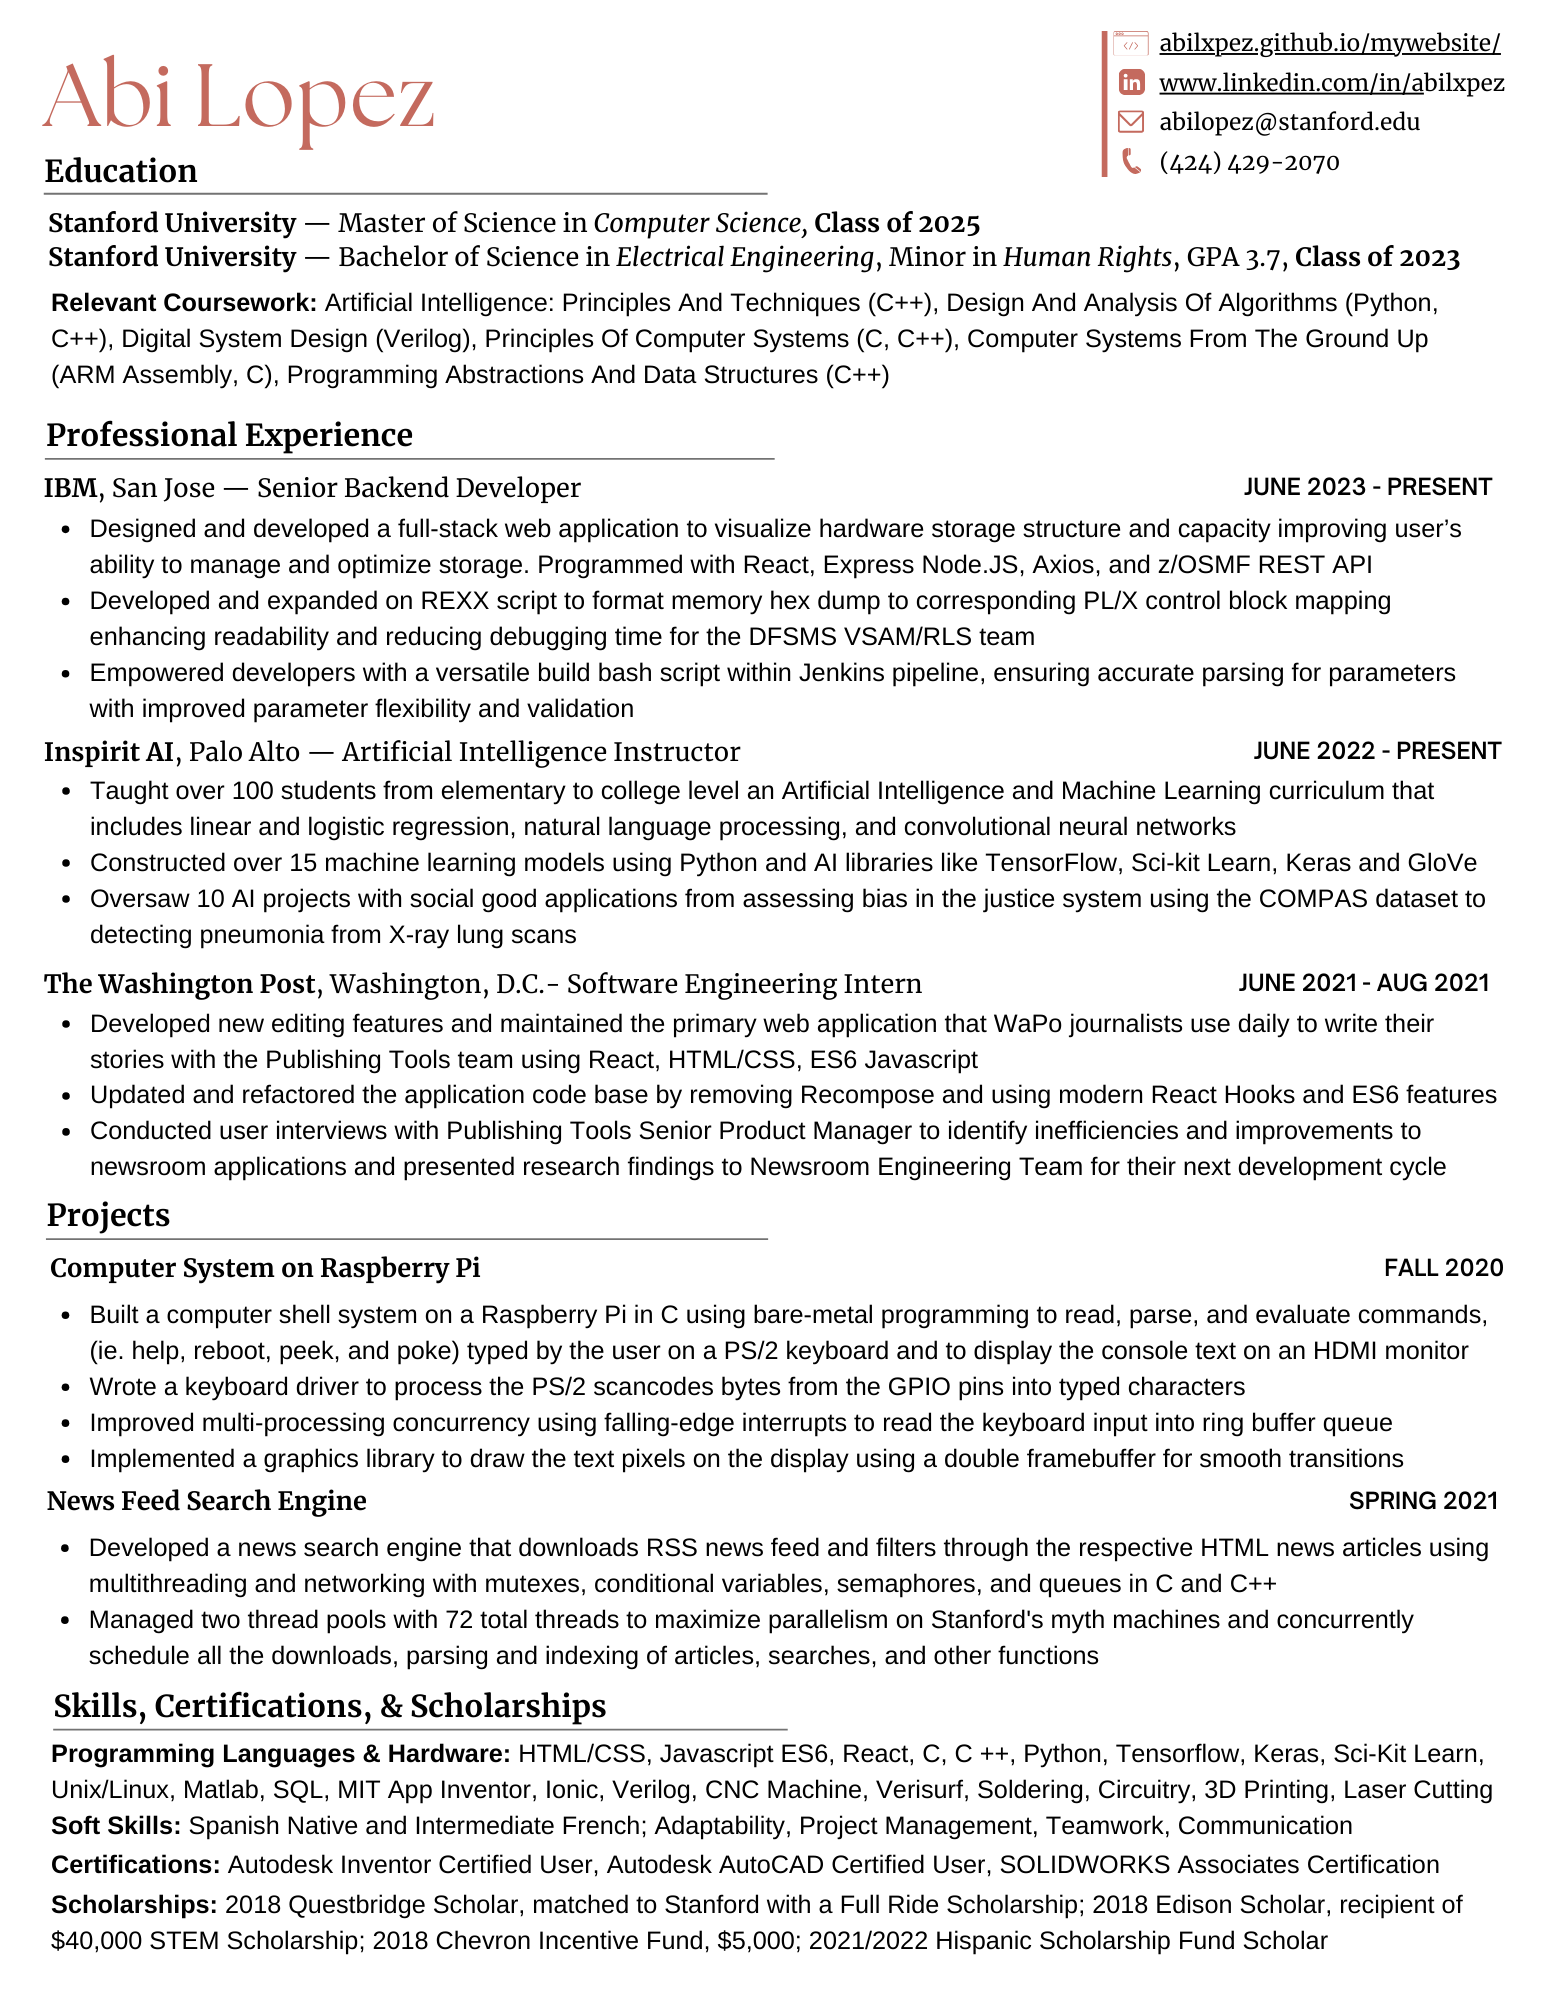 Abi Lopez
abilxpez.github.io/mywebsite/
www.linkedin.com/in/abilxpez
abilopez@stanford.edu
(424) 429-2070
Education
Stanford University — Master of Science in Computer Science, Class of 2025
Stanford University — Bachelor of Science in Electrical Engineering, Minor in Human Rights, GPA 3.7, Class of 2023
Relevant Coursework: Artificial Intelligence: Principles And Techniques (C++), Design And Analysis Of Algorithms (Python,
C++), Digital System Design (Verilog), Principles Of Computer Systems (C, C++), Computer Systems From The Ground Up
(ARM Assembly, C), Programming Abstractions And Data Structures (C++)
Professional Experience
IBM, San Jose — Senior Backend Developer JUNE 2023 - PRESENT
• Designed and developed a full-stack web application to visualize hardware storage structure and capacity improving user’s
ability to manage and optimize storage. Programmed with React, Express Node.JS, Axios, and z/OSMF REST API
• Developed and expanded on REXX script to format memory hex dump to corresponding PL/X control block mapping
enhancing readability and reducing debugging time for the DFSMS VSAM/RLS team
• Empowered developers with a versatile build bash script within Jenkins pipeline, ensuring accurate parsing for parameters
with improved parameter flexibility and validation
Inspirit AI, Palo Alto — Artificial Intelligence Instructor JUNE 2022 - PRESENT
• Taught over 100 students from elementary to college level an Artificial Intelligence and Machine Learning curriculum that
includes linear and logistic regression, natural language processing, and convolutional neural networks
• Constructed over 15 machine learning models using Python and AI libraries like TensorFlow, Sci-kit Learn, Keras and GloVe
• Oversaw 10 AI projects with social good applications from assessing bias in the justice system using the COMPAS dataset to
detecting pneumonia from X-ray lung scans
The Washington Post, Washington, D.C.- Software Engineering Intern JUNE 2021 - AUG 2021
• Developed new editing features and maintained the primary web application that WaPo journalists use daily to write their
stories with the Publishing Tools team using React, HTML/CSS, ES6 Javascript
• Updated and refactored the application code base by removing Recompose and using modern React Hooks and ES6 features
• Conducted user interviews with Publishing Tools Senior Product Manager to identify inefficiencies and improvements to
newsroom applications and presented research findings to Newsroom Engineering Team for their next development cycle
Projects
Computer System on Raspberry Pi FALL 2020
• Built a computer shell system on a Raspberry Pi in C using bare-metal programming to read, parse, and evaluate commands,
(ie. help, reboot, peek, and poke) typed by the user on a PS/2 keyboard and to display the console text on an HDMI monitor
• Wrote a keyboard driver to process the PS/2 scancodes bytes from the GPIO pins into typed characters
• Improved multi-processing concurrency using falling-edge interrupts to read the keyboard input into ring buffer queue
• Implemented a graphics library to draw the text pixels on the display using a double framebuffer for smooth transitions
News Feed Search Engine SPRING 2021
• Developed a news search engine that downloads RSS news feed and filters through the respective HTML news articles using
multithreading and networking with mutexes, conditional variables, semaphores, and queues in C and C++
• Managed two thread pools with 72 total threads to maximize parallelism on Stanford's myth machines and concurrently
schedule all the downloads, parsing and indexing of articles, searches, and other functions
Skills, Certifications, & Scholarships
Programming Languages & Hardware: HTML/CSS, Javascript ES6, React, C, C ++, Python, Tensorflow, Keras, Sci-Kit Learn,
Unix/Linux, Matlab, SQL, MIT App Inventor, Ionic, Verilog, CNC Machine, Verisurf, Soldering, Circuitry, 3D Printing, Laser Cutting
Soft Skills: Spanish Native and Intermediate French; Adaptability, Project Management, Teamwork, Communication
Certifications: Autodesk Inventor Certified User, Autodesk AutoCAD Certified User, SOLIDWORKS Associates Certification
Scholarships: 2018 Questbridge Scholar, matched to Stanford with a Full Ride Scholarship; 2018 Edison Scholar, recipient of
$40,000 STEM Scholarship; 2018 Chevron Incentive Fund, $5,000; 2021/2022 Hispanic Scholarship Fund Scholar